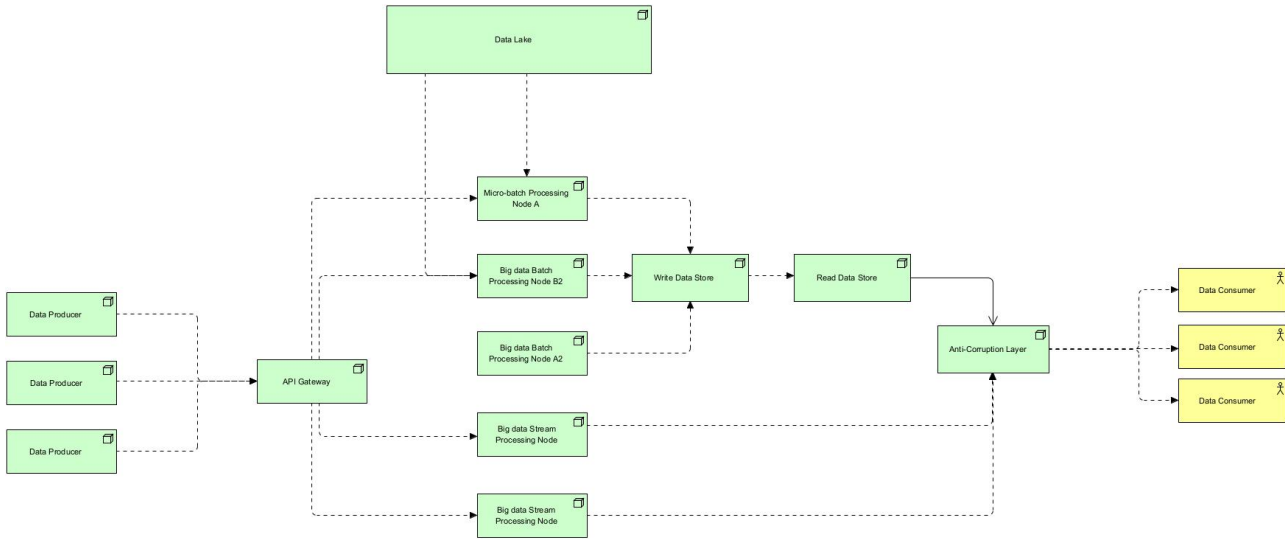 Data Lake
Micro-batch Processing
Node A
Big data Batch
Processing Node B2
Write Data Store
Read Data Store
Data Consumer
Data Producer
Big data Batch
Processing Node A2
Anti-Corruption Layer
Data Consumer
Data Producer
API Gateway
Data Consumer
Big data Stream
Processing Node
Data Producer
Big data Stream
Processing Node